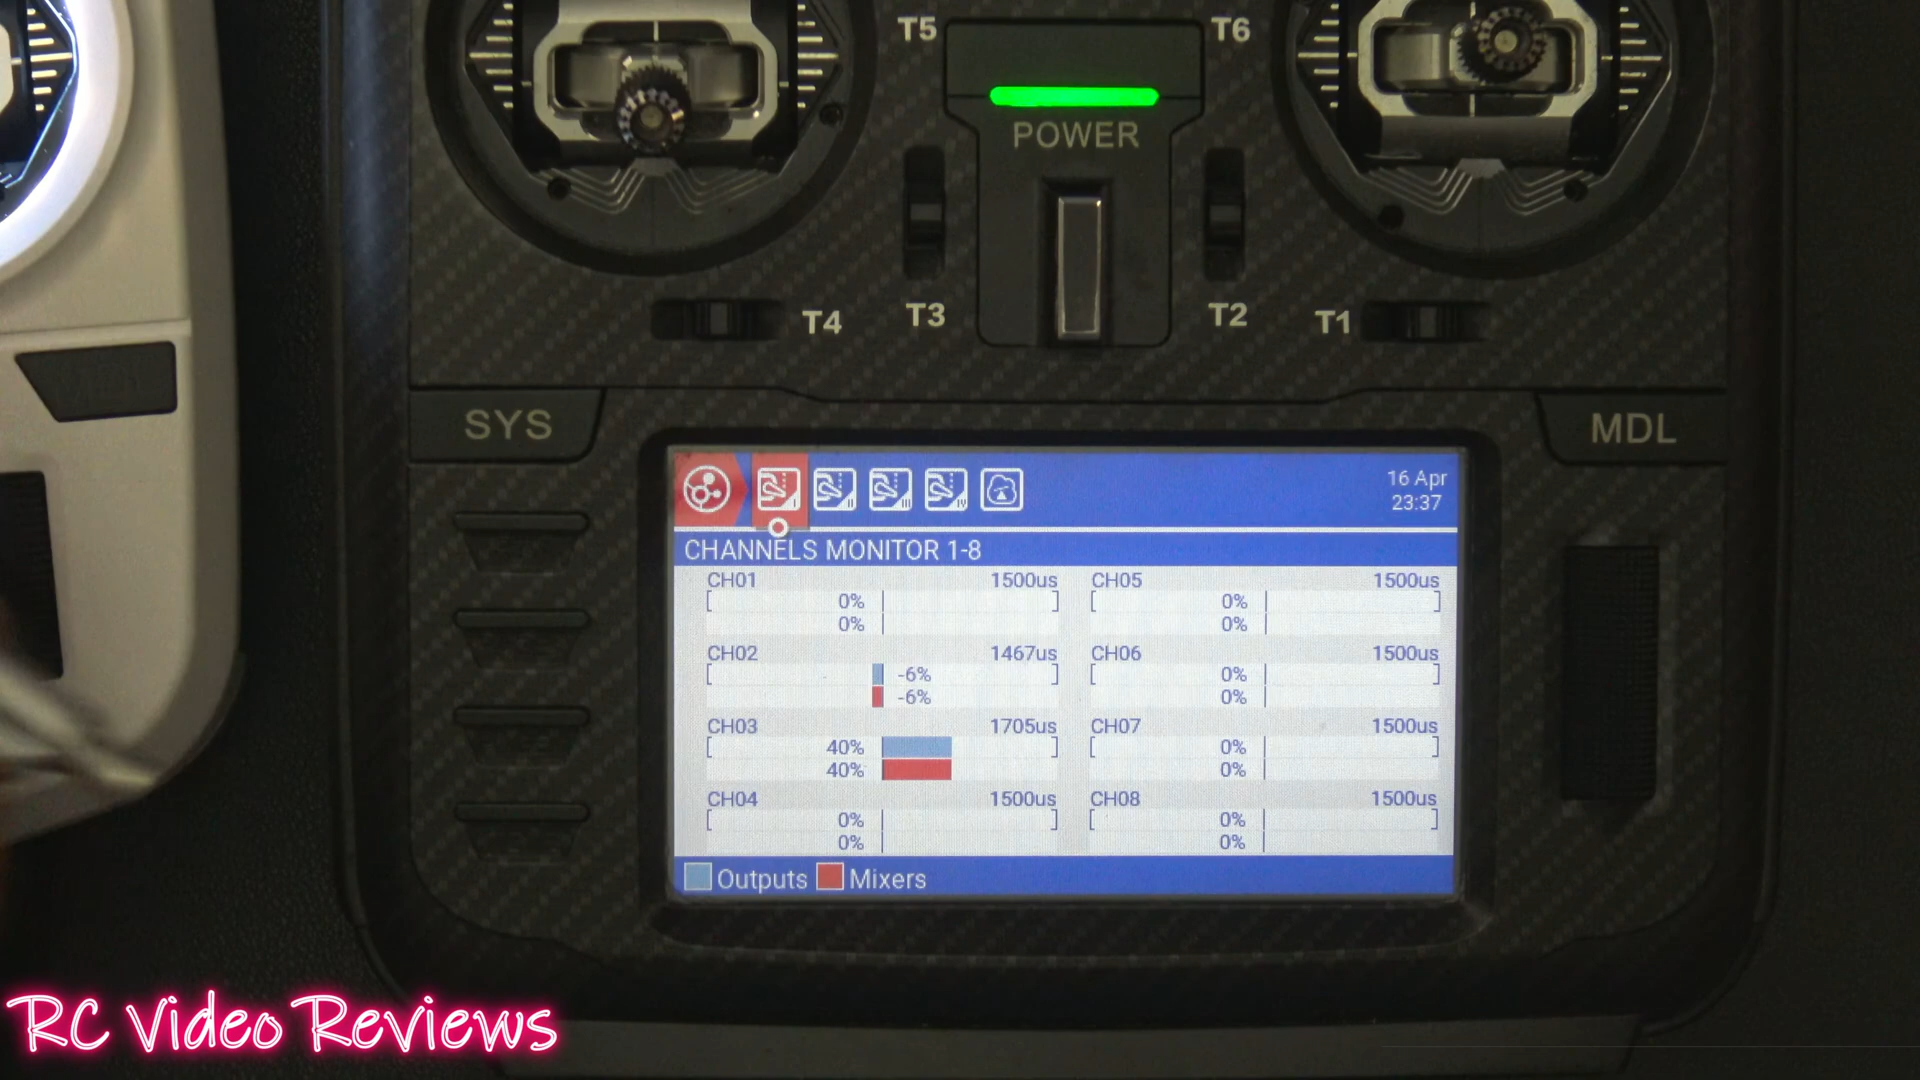 T5
T6
POWER
T4
T3
T2
T1
SYS
MDL
16 Apr
23:37
CHANNELS MONITOR 1-8
CH01 1500us
0%
0%
CH02 1467us
-6%
-6%
CH03 1705us
40%
40%
CH04 1500us
0%
0%
CH05 1500us
0%
0%
CH06 1500us
0%
0%
CH07 1500us
0%
0%
CH08 1500us
0%
0%
Outputs Mixers
RC Video Reviews